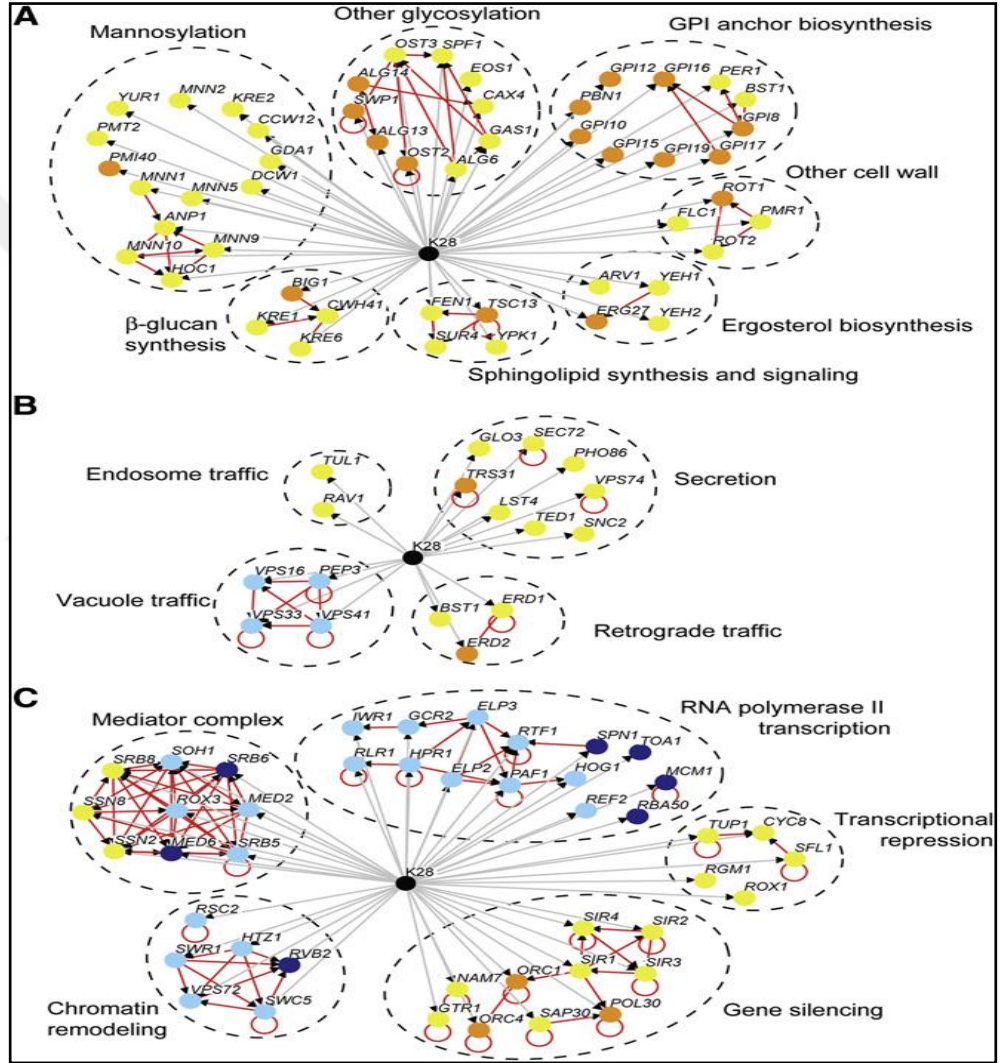 A
Mannosylation
Other glycosylation
GPI anchor biosynthesis
OST3
SPF1
ALG14
EOS1
SWP1
CAX4
ALG13
GAS1
OST2
ALG6
GPI12
GPI16
PER1
PBN1
BST1
GPI10
GPI8
GPI15
GPI19
GPI17
YUR1
MNN2
KRE2
PMT2
CCW12
PMI40
GDA1
MNN1
MNN5
DCW1
ANP1
MNN10
MNN9
HOC1
Other cell wall
ROT1
FLC1
PMR1
ROT2
K28
BIG1
KRE1
CWH41
KRE6
β-glucan
synthesis
FEN1
TSC13
SUR4
YPK1
Sphingolipid synthesis and signaling
ARV1
YEH1
ERG27
YEH2
Ergosterol biosynthesis
B
Endosome traffic
TUL1
RAV1
GLO3
SEC72
TRS31
PHO86
LST4
VPS74
TED1
SNC2
Secretion
K28
Vacuole traffic
VPS16
PEP3
VPS33
VPS41
BST1
ERD1
ERD2
Retrograde traffic
C
Mediator complex
SRB8
SOH1
SRB6
SSN8
ROX3
MED2
SSN2
MED6
SRB5
RNA polymerase II
transcription
IWR1
GCR2
ELP3
RTF1
SPN1
TOA1
RLR1
HPR1
ELP2
PAF1
HOG1
MCM1
REF2
RBA50
Transcriptional
repression
TUP1
CYC8
SFL1
RGM1
ROX1
K28
RSC2
SWR1
HTZ1
RVB2
VPS72
SWC5
Chromatin
remodeling
SIR4
SIR2
SIR1
SIR3
NAM7
ORC1
GTR1
ORC4
SAP30
POL30
Gene silencing